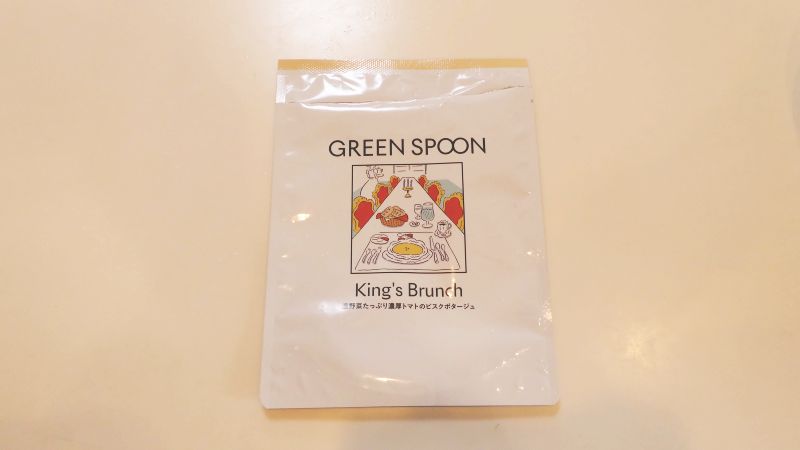 GREEN SPOON
King's Brunch
野菜たっぷり濃厚トマトのビスクポタージュ